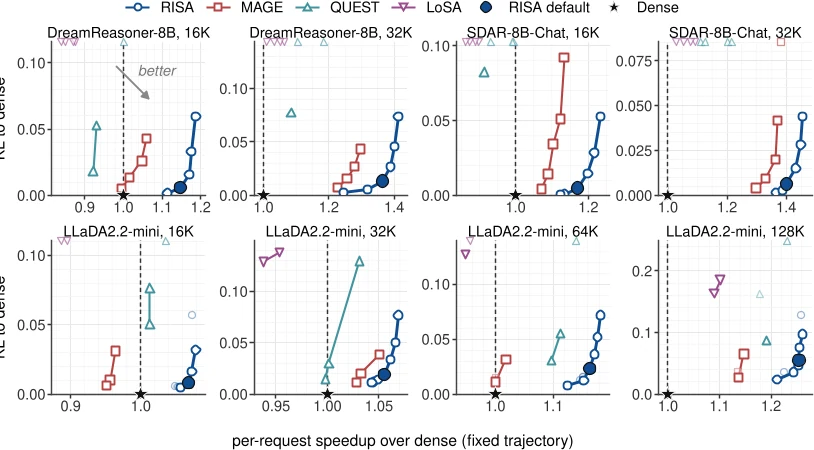 RISA MAGE QUEST LoSA RISA default Dense
DreamReasoner-8B, 16K
DreamReasoner-8B, 32K
SDAR-8B-Chat, 16K
SDAR-8B-Chat, 32K
better
KL to dense
0.10
0.05
0.00
0.9 1.0 1.1 1.2
0.10
0.05
0.00
1.0 1.2 1.4
0.10
0.05
0.00
1.0 1.2
0.075
0.050
0.025
0.000
1.0 1.2 1.4
LLaDA2.2-mini, 16K
LLaDA2.2-mini, 32K
LLaDA2.2-mini, 64K
LLaDA2.2-mini, 128K
KL to dense
0.10
0.05
0.00
0.9 1.0
0.10
0.05
0.00
0.95 1.00 1.05
0.10
0.05
0.00
1.0 1.1
0.2
0.1
0.0
1.0 1.1 1.2
per-request speedup over dense (fixed trajectory)